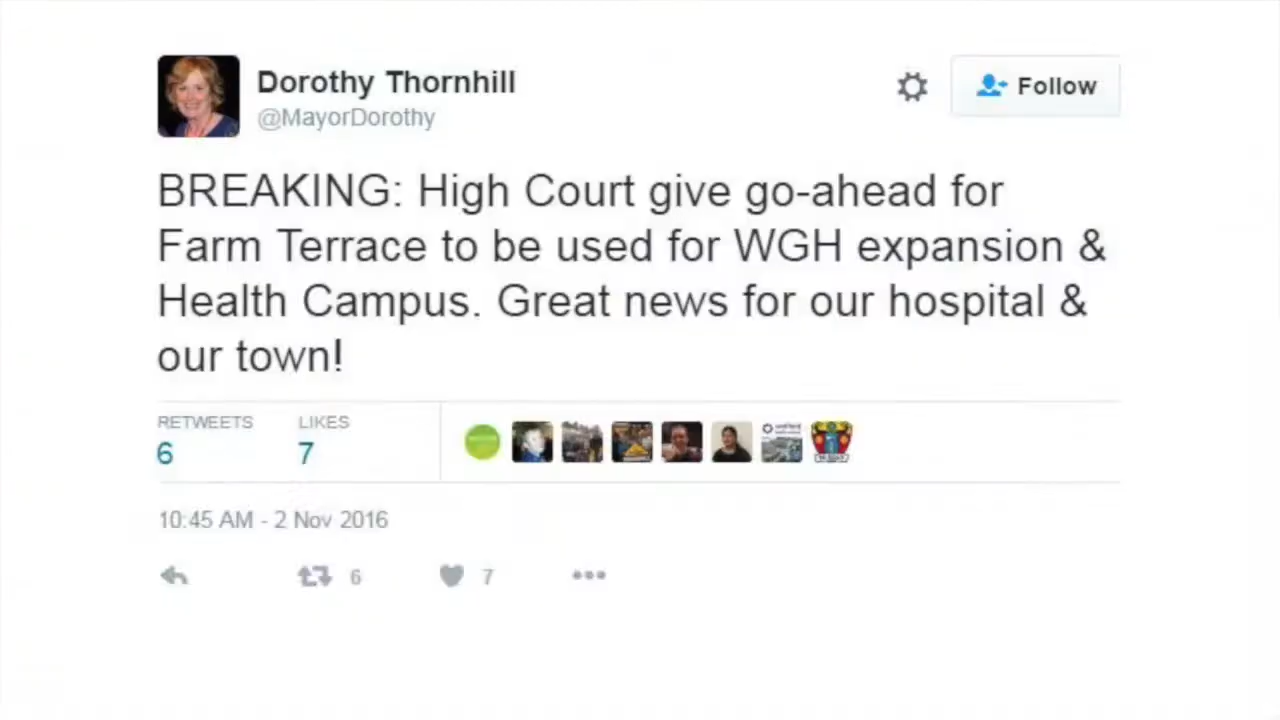 Dorothy Thornhill
@MayorDorothy
Follow
BREAKING: High Court give go-ahead for
Farm Terrace to be used for WGH expansion &
Health Campus. Great news for our hospital &
our town!
RETWEETS LIKES
6 7
10:45 AM - 2 Nov 2016
6 7